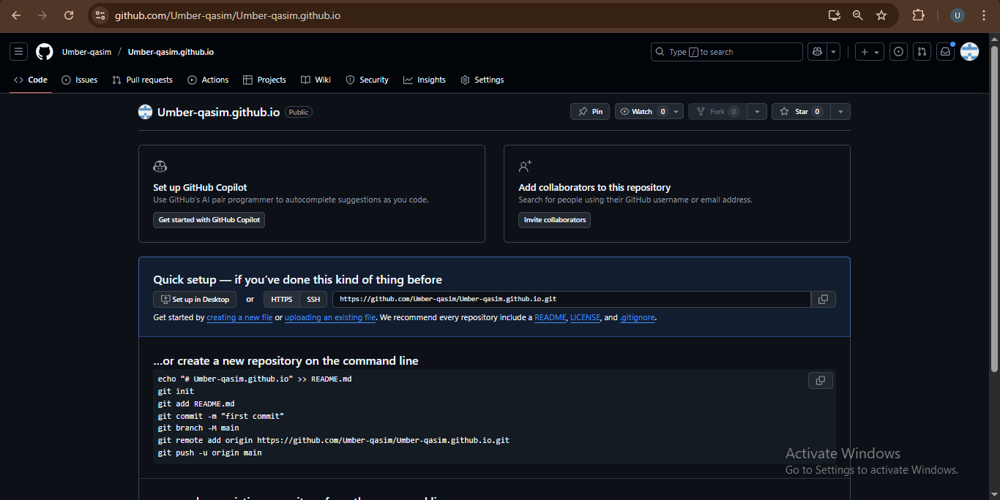 github.com/Umber-qasim/Umber-qasim.github.io
U
Umber-qasim / Umber-qasim.github.io
Type / to search
Code Issues Pull requests Actions Projects Wiki Security Insights Settings
Umber-qasim.github.io Public
Pin Watch 0 Fork 0 Star 0
Set up GitHub Copilot
Use GitHub's AI pair programmer to autocomplete suggestions as you code.
Get started with GitHub Copilot
Add collaborators to this repository
Search for people using their GitHub username or email address.
Invite collaborators
Quick setup — if you've done this kind of thing before
Set up in Desktop or HTTPS SSH https://github.com/Umber-qasim/Umber-qasim.github.io.git
Get started by creating a new file or uploading an existing file. We recommend every repository include a README, LICENSE, and .gitignore.
...or create a new repository on the command line
echo "# Umber-qasim.github.io" >> README.md
git init
git add README.md
git commit -m "first commit"
git branch -M main
git remote add origin https://github.com/Umber-qasim/Umber-qasim.github.io.git
git push -u origin main
Activate Windows
Go to Settings to activate Windows.